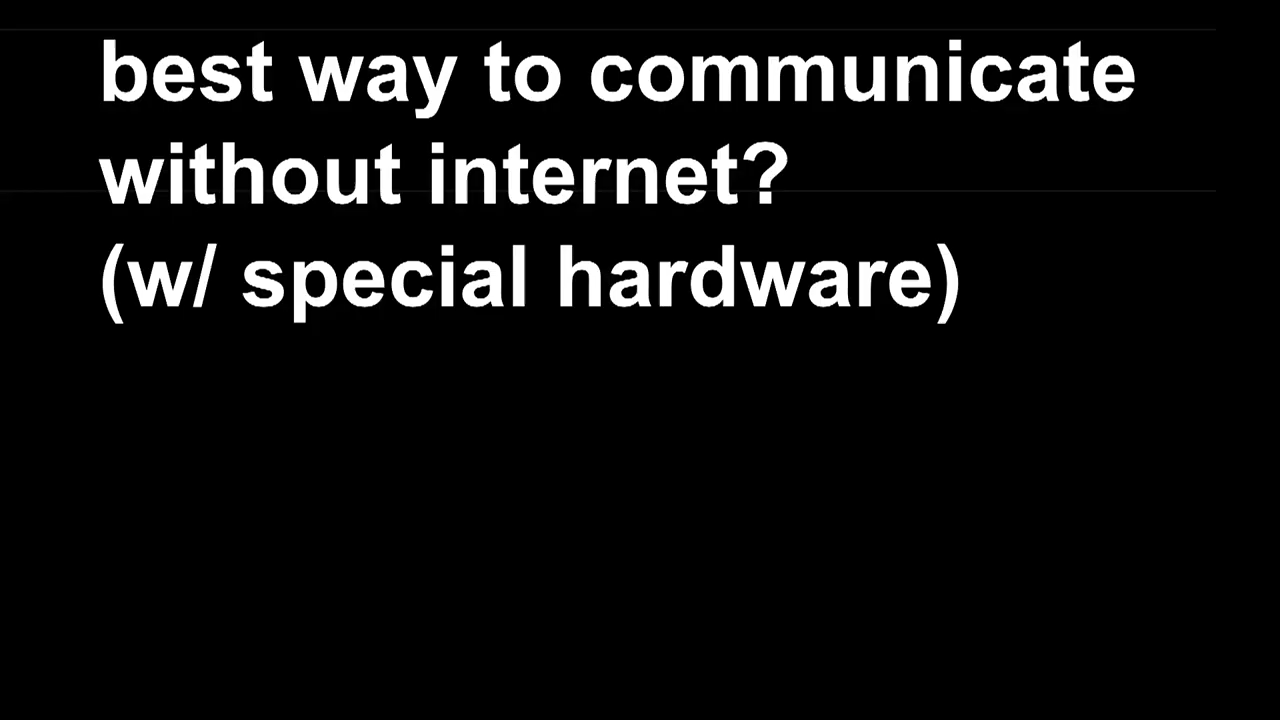 best way to communicate
without internet?
(w/ special hardware)